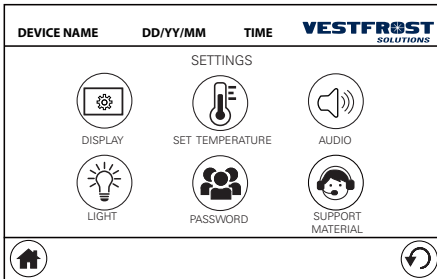 DEVICE NAME DD/YY/MM TIME VESTFROST
SOLUTIONS
SETTINGS
DISPLAY SET TEMPERATURE AUDIO
LIGHT PASSWORD SUPPORT
MATERIAL